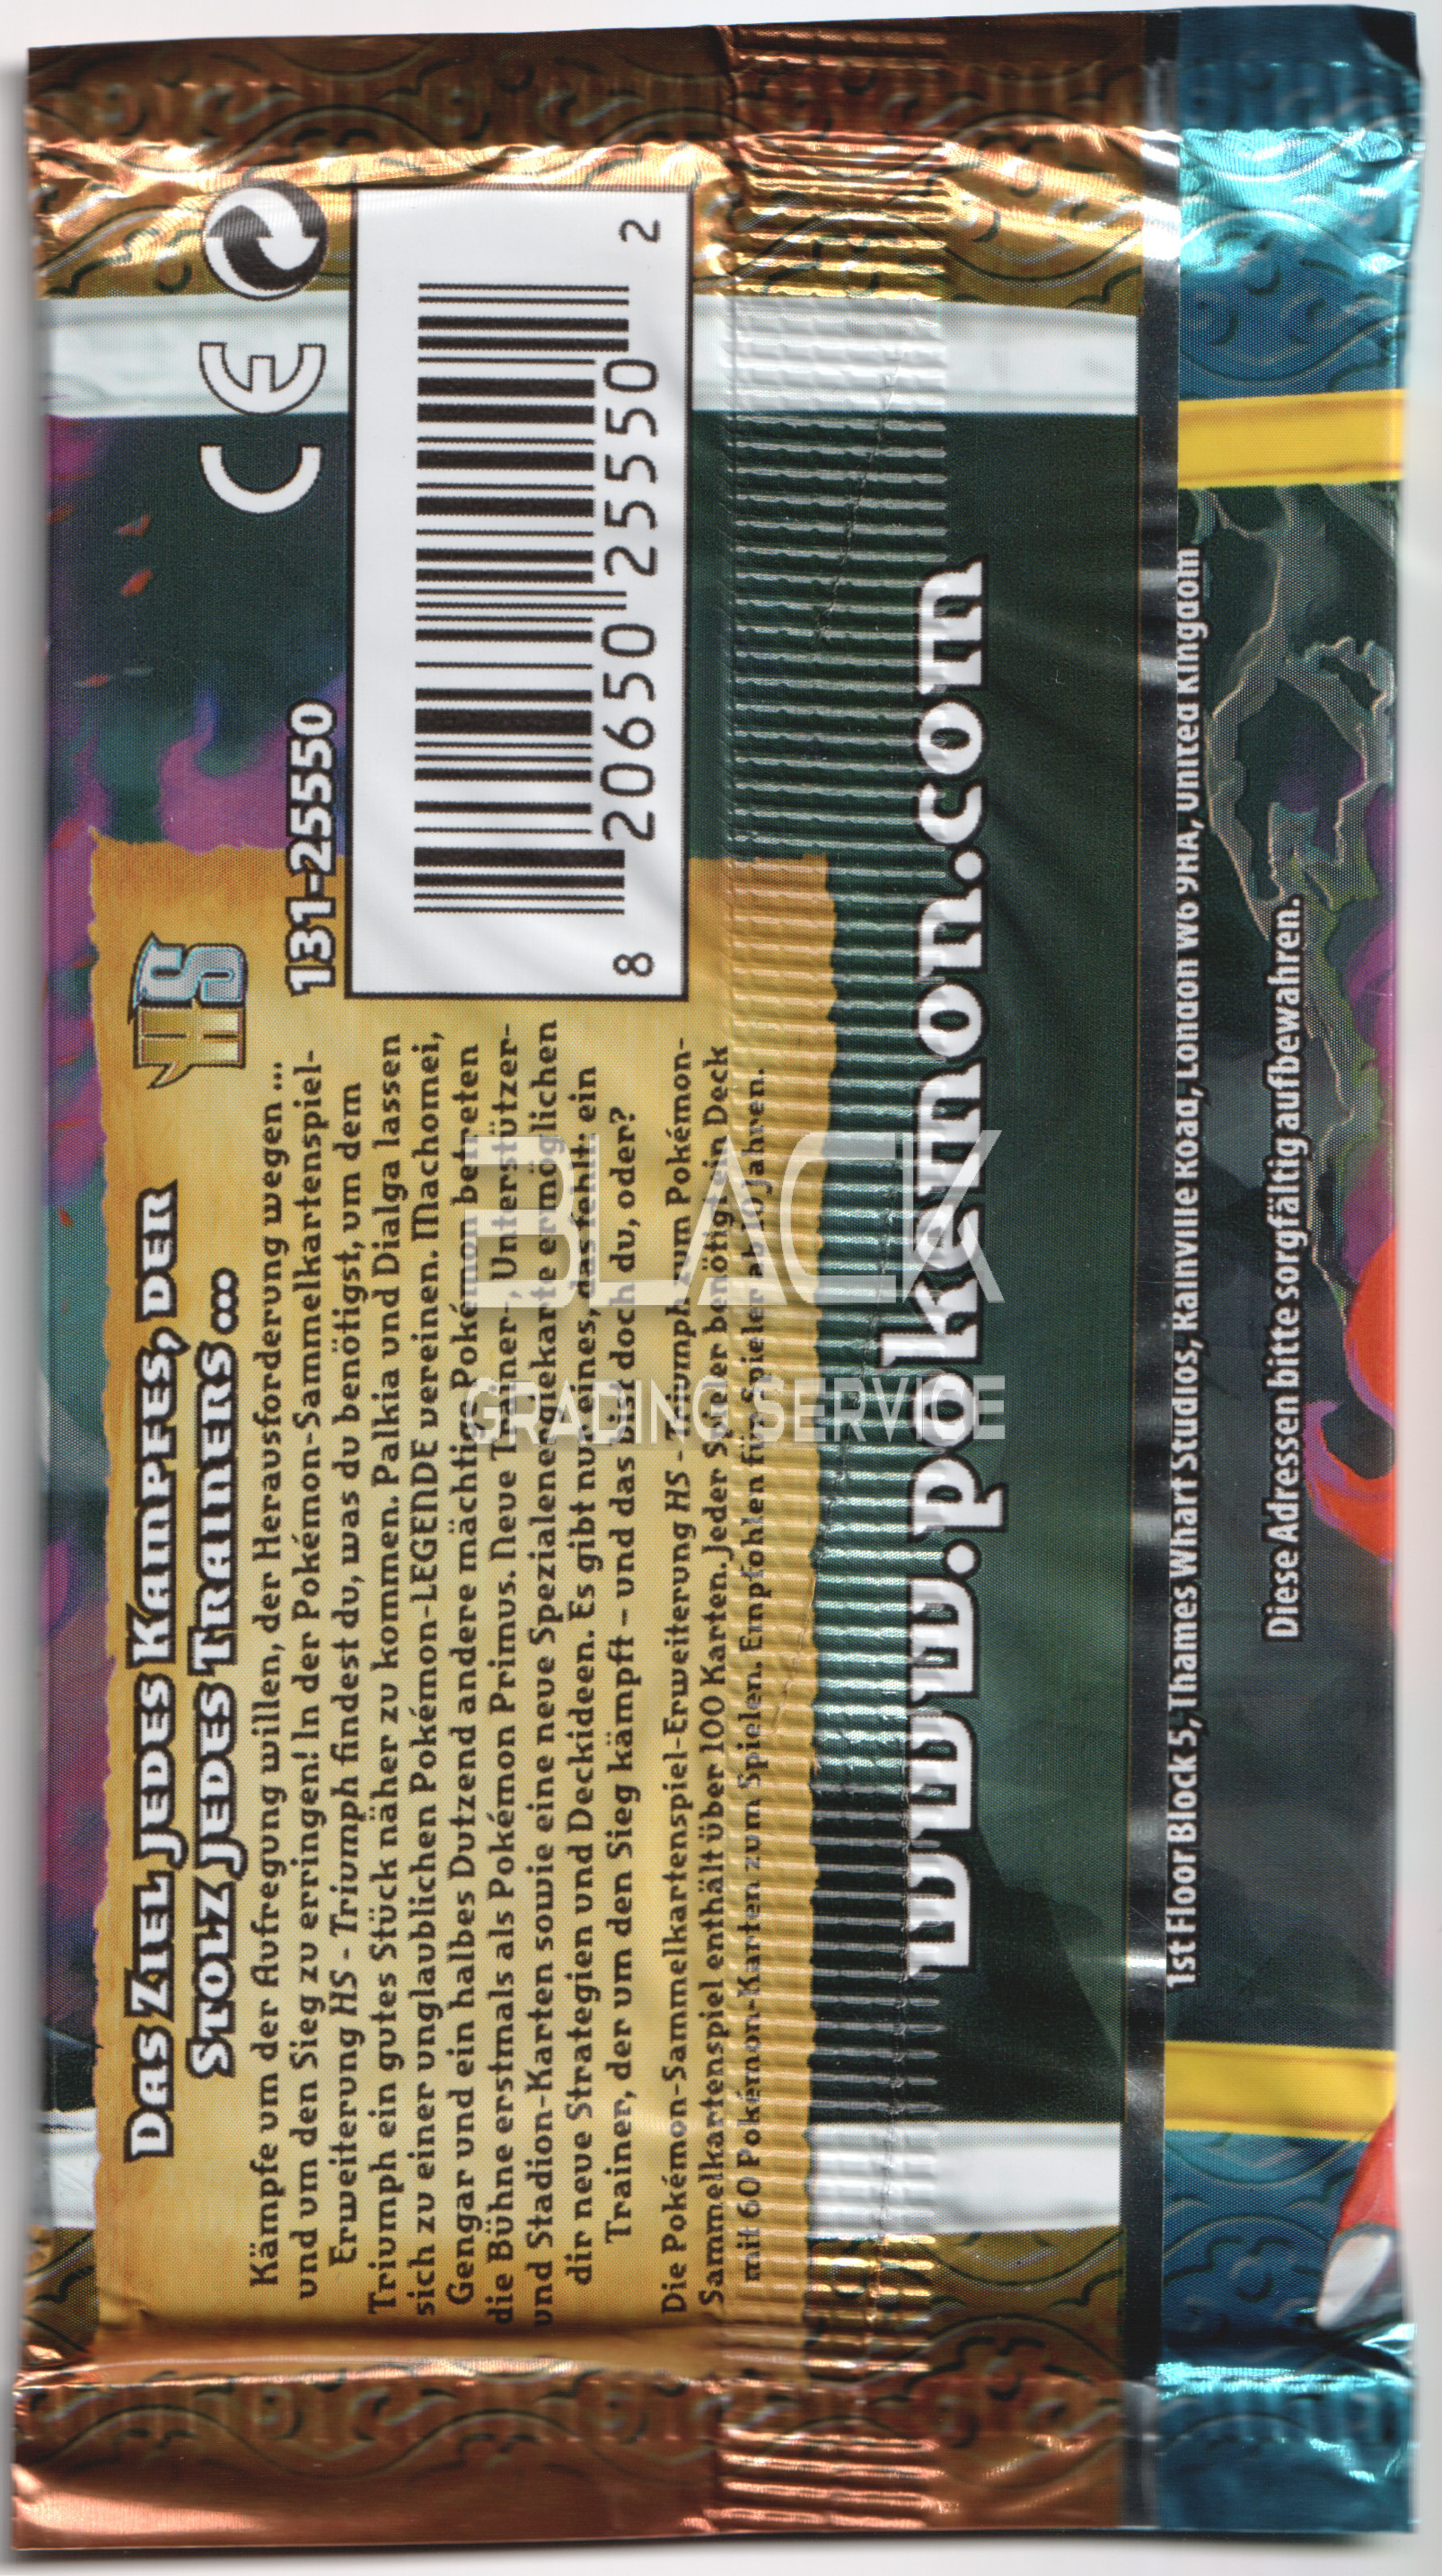 Das Ziel jedes Kampfes, der
Stolz jedes Trainers...
HS
Kämpfe um der Aufregung willen, der Herausforderung wegen ...
und um den Sieg zu erringen! In der Pokémon-Sammelkartenspiel-
Erweiterung HS - Triumph findest du, was du benötigst, um dem
Triumph ein gutes Stück näher zu kommen. Palkia und Dialga lassen
sich zu einer unglaublichen Pokémon-LEGENDE vereinen. Machomei,
Gengar und ein halbes Dutzend andere mächtige Pokémon betreten
die Bühne erstmals als Pokémon Primus. Neue Trainer-, Unterstützer-
und Stadion-Karten sowie eine neue Spezialenergiekarte ermöglichen
dir neue Strategien und Deckideen. Es gibt nur eines, das fehlt: ein
Trainer, der um den Sieg kämpft – und das bist doch du, oder?
Die Pokémon-Sammelkartenspiel-Erweiterung HS - Triumph zum Pokémon-
Sammelkartenspiel enthält über 100 Karten. Jeder Spieler benötigt ein Deck
mit 60 Pokémon-Karten zum Spielen. Empfohlen für Spieler ab 10 Jahren.
131-25550
CE
8 20650 25550 2
www.pokemon.com
1st Floor Block 5, Thames Wharf Studios, Rainville Road, London W6 9HA, United Kingdom
Diese Adressen bitte sorgfältig aufbewahren.
BLACK
GRADING SERVICE